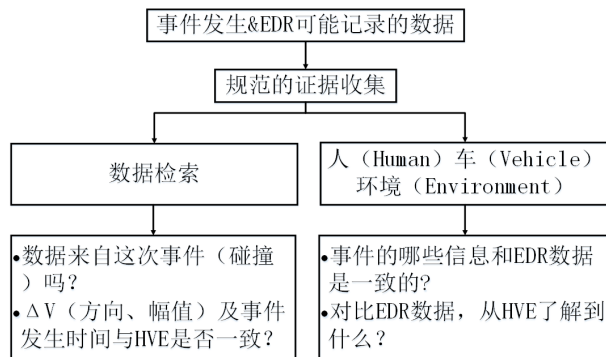 事件发生&EDR可能记录的数据
规范的证据收集
数据检索
人（Human）车（Vehicle）
环境（Environment）
•数据来自这次事件（碰撞
）吗？
•ΔV（方向、幅值）及事件
发生时间与HVE是否一致？
•事件的哪些信息和EDR数据
是一致的?
•对比EDR数据，从HVE了解到
什么？